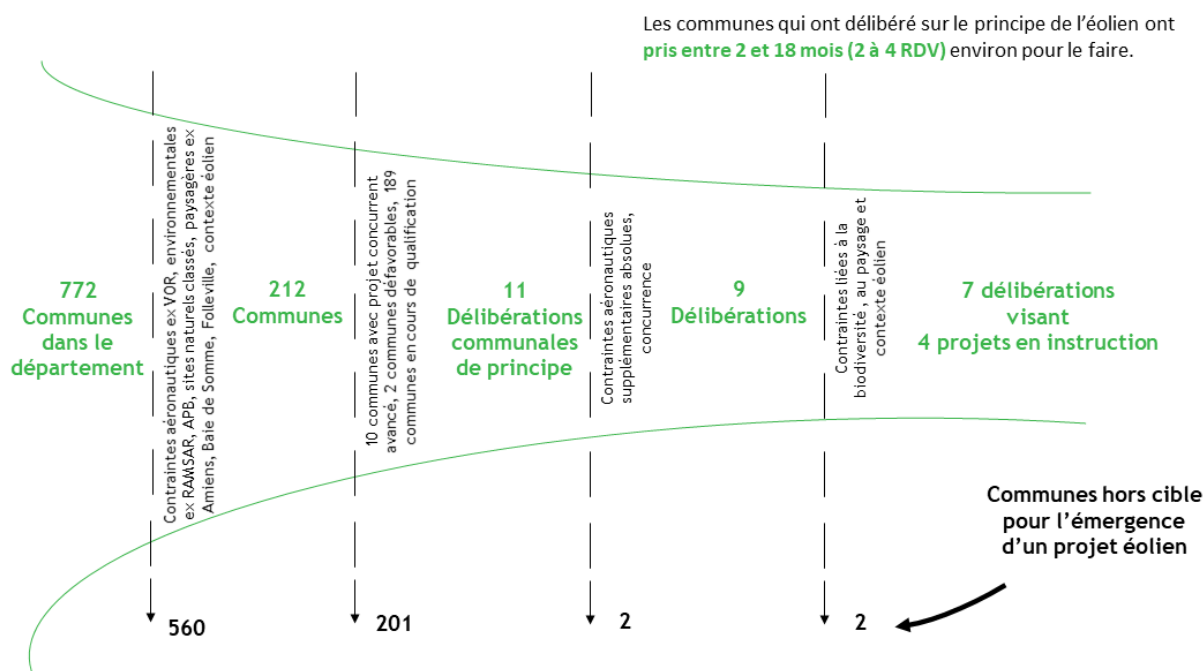 Les communes qui ont délibéré sur le principe de l'éolien ont
pris entre 2 et 18 mois (2 à 4 RDV) environ pour le faire.
772
Communes
dans le
département
Contraintes aéronautiques ex VOR, environnementales
ex RAMSAR, APB, sites naturels classés, paysagères ex
Amiens, Baie de Somme, Folleville, contexte éolien
212
Communes
10 communes avec projet concurrent
avancé, 2 communes défavorables, 189
communes en cours de qualification
11
Délibérations
communales
de principe
Contraintes aéronautiques
supplémentaires absolues,
concurrence
9
Délibérations
Contraintes liées à la
biodiversité, au paysage et
contexte éolien
7 délibérations
visant
4 projets en instruction
Communes hors cible
pour l'émergence
d'un projet éolien
560
201
2
2